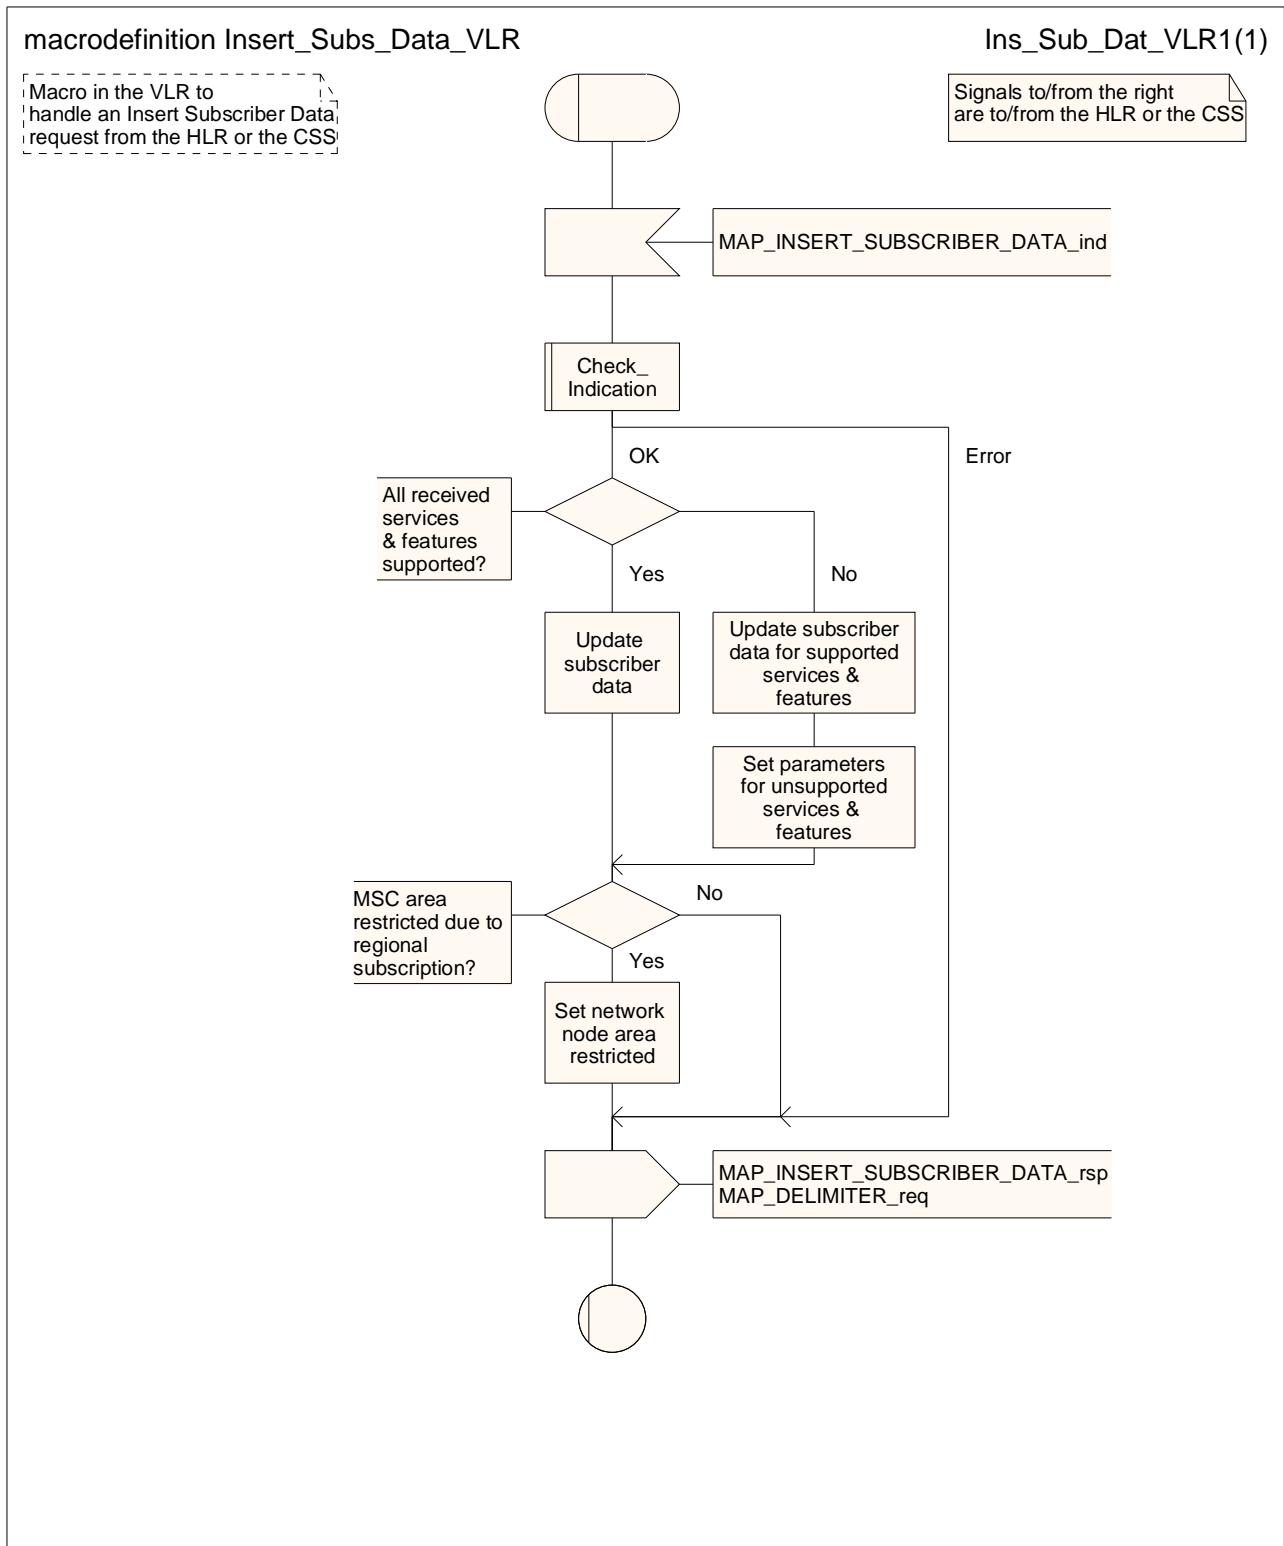 macrodefinition Insert_Subs_Data_VLR
Ins_Sub_Dat_VLR1(1)
Macro in the VLR to
handle an Insert Subscriber Data
request from the HLR or the CSS
Signals to/from the right
are to/from the HLR or the CSS
MAP_INSERT_SUBSCRIBER_DATA_ind
Check_
Indication
OK
Error
All received
services
& features
supported?
Yes
No
Update
subscriber
data
Update subscriber
data for supported
services &
features
Set parameters
for unsupported
services &
features
MSC area
restricted due to
regional
subscription?
No
Yes
Set network
node area
restricted
MAP_INSERT_SUBSCRIBER_DATA_rsp
MAP_DELIMITER_req